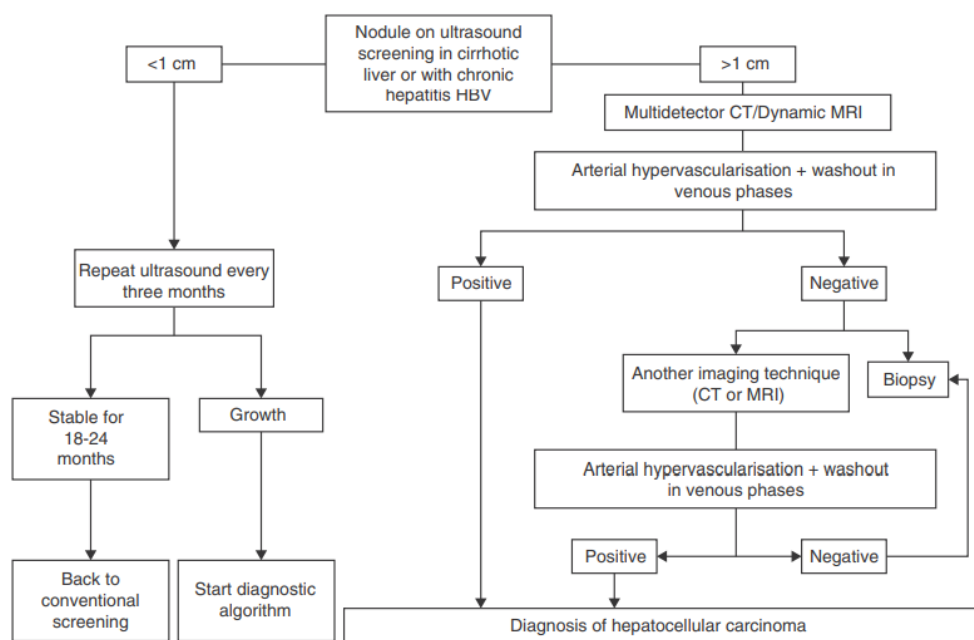 Nodule on ultrasound
screening in cirrhotic
liver or with chronic
hepatitis HBV
<1 cm
>1 cm
Multidetector CT/Dynamic MRI
Arterial hypervascularisation + washout in
venous phases
Repeat ultrasound every
three months
Positive
Negative
Another imaging technique
(CT or MRI)
Biopsy
Stable for
18-24
months
Growth
Arterial hypervascularisation + washout
in venous phases
Positive
Negative
Back to
conventional
screening
Start diagnostic
algorithm
Diagnosis of hepatocellular carcinoma